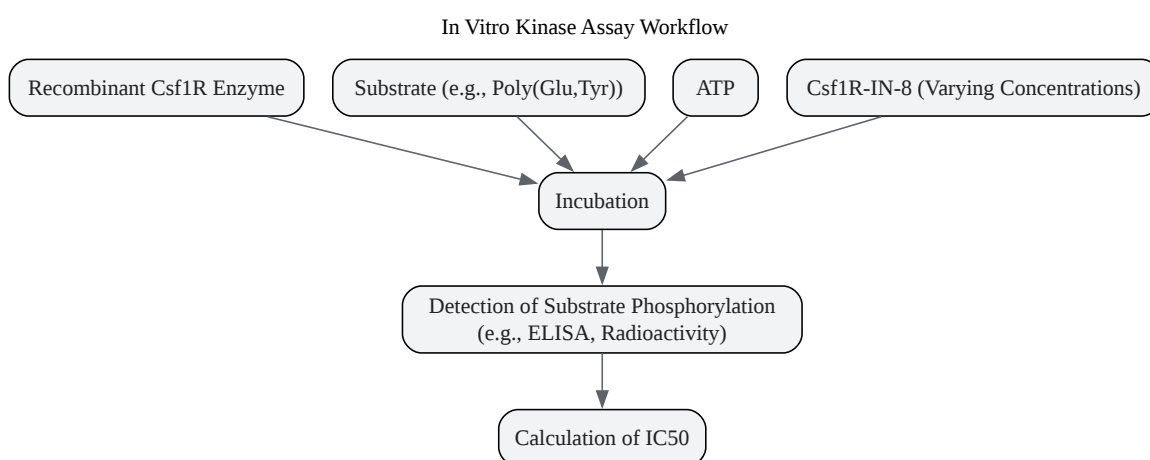 In Vitro Kinase Assay Workflow
Recombinant Csf1R Enzyme
Substrate (e.g., Poly(Glu,Tyr))
ATP
Csf1R-IN-8 (Varying Concentrations)
Incubation
Detection of Substrate Phosphorylation
(e.g., ELISA, Radioactivity)
Calculation of IC50